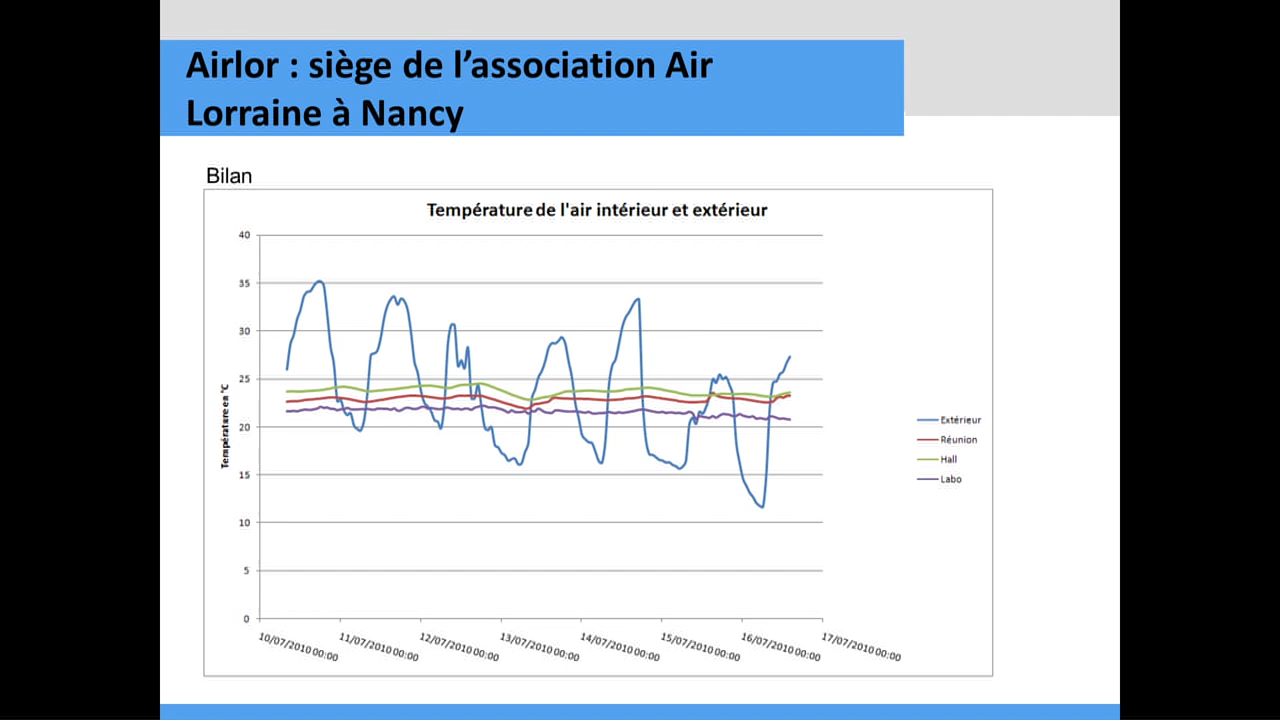 Airlor : siège de l’association Air
Lorraine à Nancy
Bilan
Température de l'air intérieur et extérieur
40
35
30
25
20
15
10
5
0
Température en °C
10/07/2010 00:00
11/07/2010 00:00
12/07/2010 00:00
13/07/2010 00:00
14/07/2010 00:00
15/07/2010 00:00
16/07/2010 00:00
17/07/2010 00:00
Extérieur
Réunion
Hall
Labo